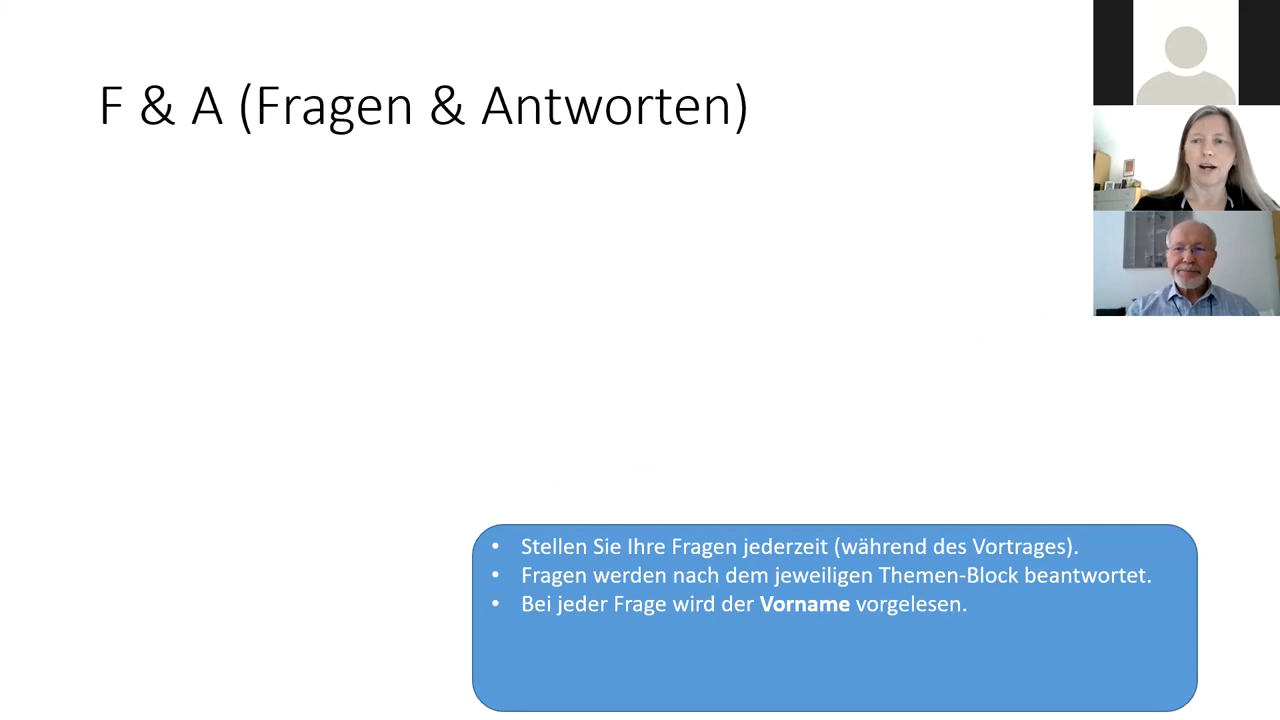 F & A (Fragen & Antworten)
• Stellen Sie Ihre Fragen jederzeit (während des Vortrages).
• Fragen werden nach dem jeweiligen Themen-Block beantwortet.
• Bei jeder Frage wird der Vorname vorgelesen.